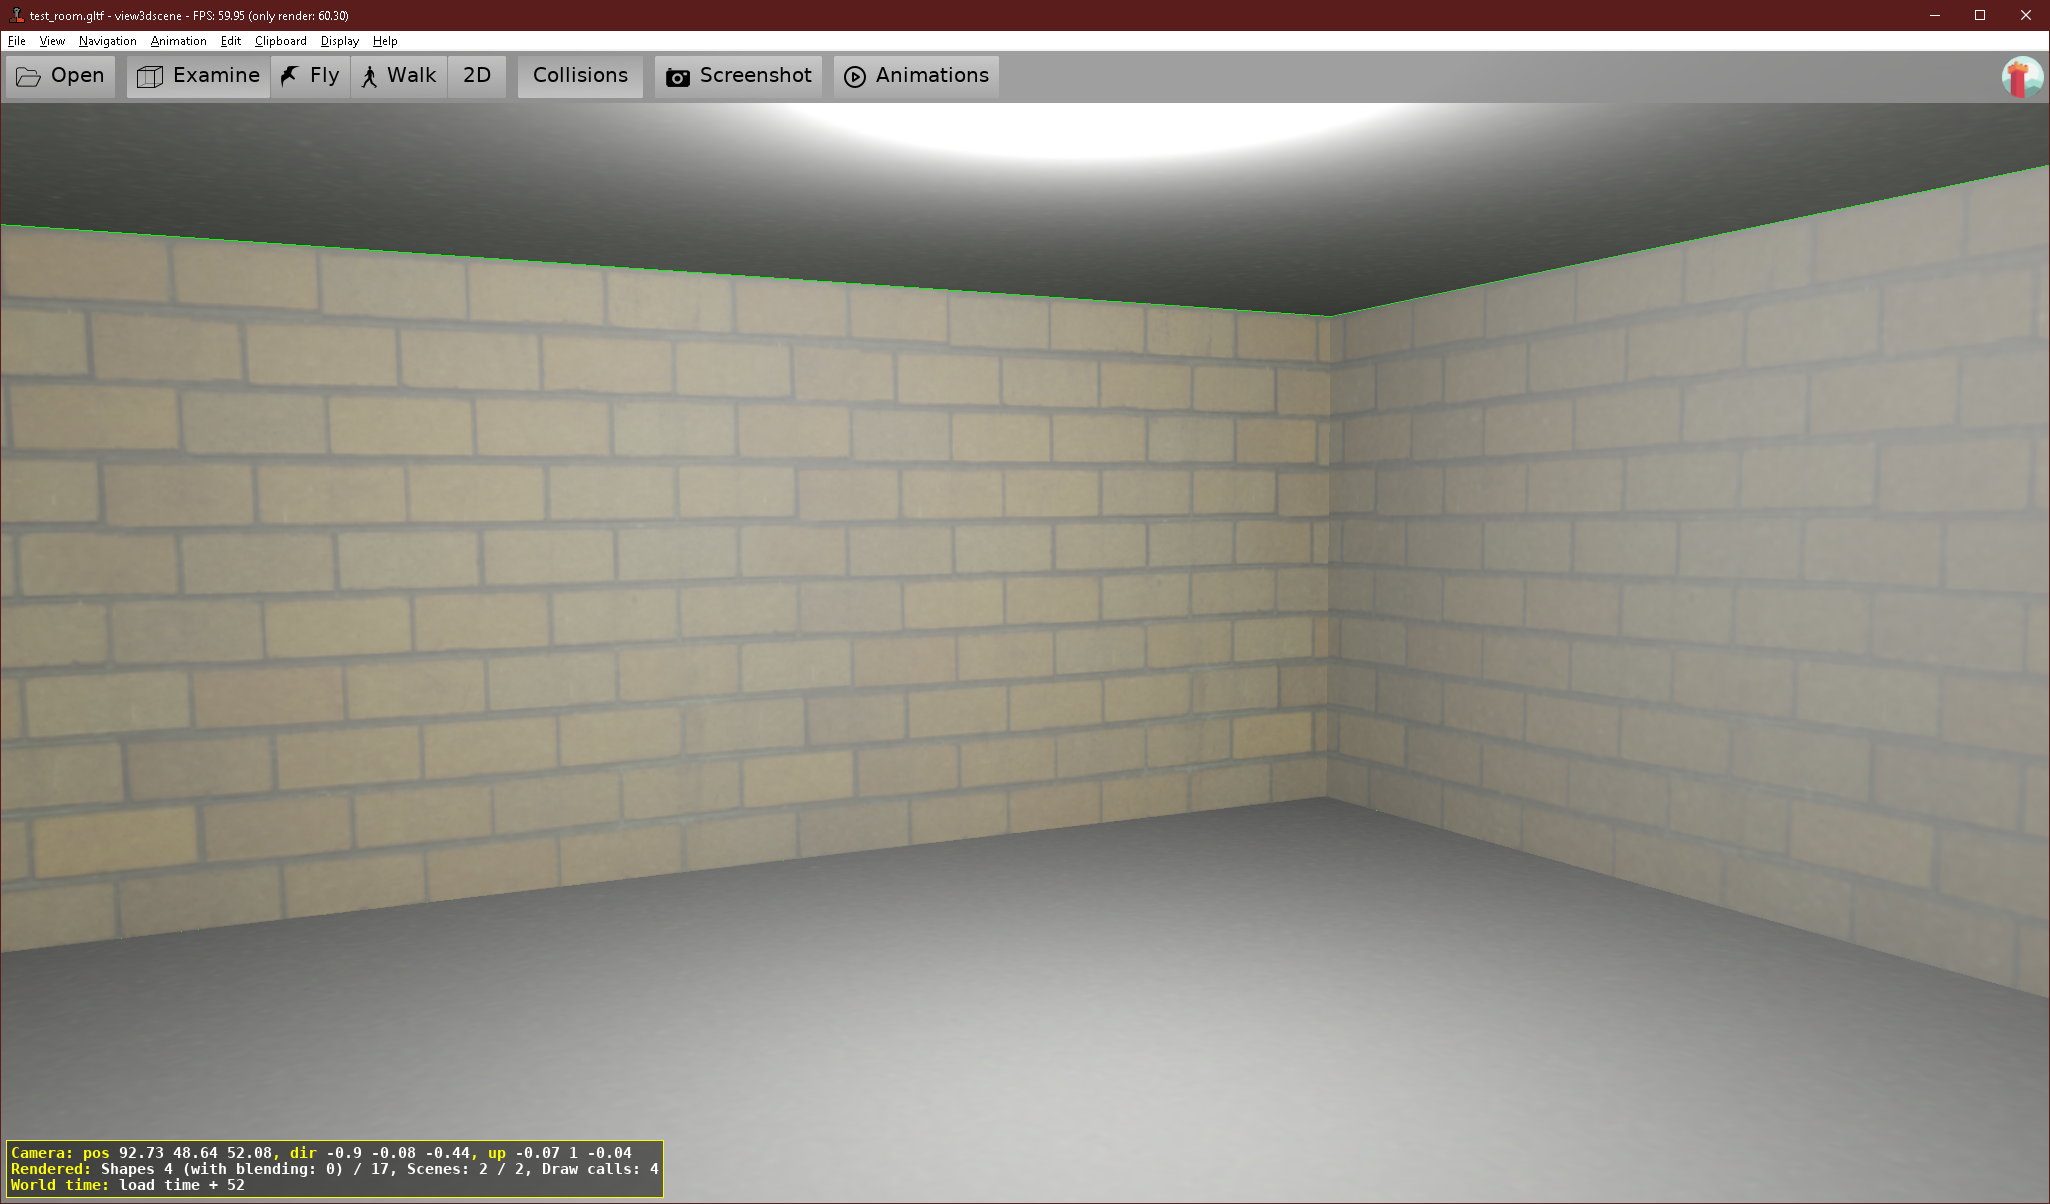 test_room.gltf - view3dscene - FPS: 59.95 (only render: 60.30)
File View Navigation Animation Edit Clipboard Display Help
Open Examine Fly Walk 2D Collisions Screenshot Animations
Camera: pos 92.73 48.64 52.08, dir -0.9 -0.08 -0.44, up -0.07 1 -0.04
Rendered: Shapes 4 (with blending: 0) / 17, Scenes: 2 / 2, Draw calls: 4
World time: load time + 52